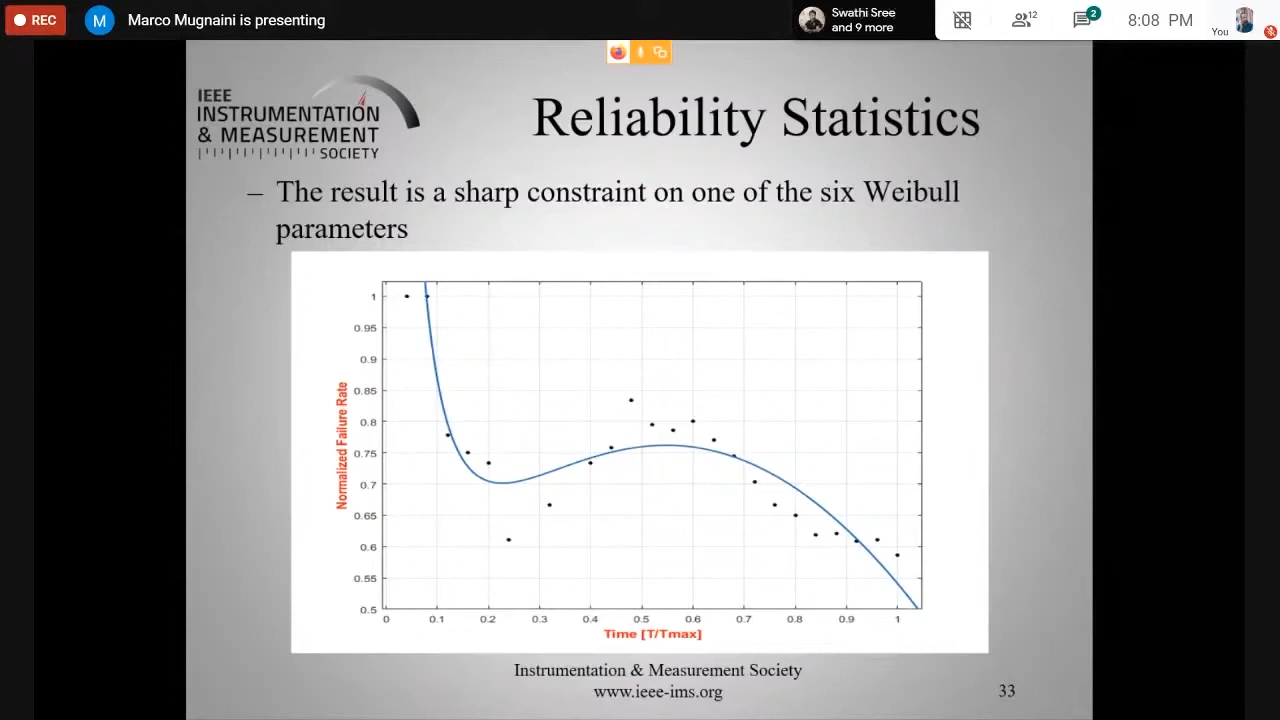 REC
M
Marco Mugnaini is presenting
Swathi Sree
and 9 more
12
2
8:08 PM
You
IEEE
INSTRUMENTATION
& MEASUREMENT
SOCIETY
Reliability Statistics
– The result is a sharp constraint on one of the six Weibull
parameters
1
0.95
0.9
0.85
0.8
0.75
0.7
0.65
0.6
0.55
0.5
Normalized Failure Rate
0 0.1 0.2 0.3 0.4 0.5 0.6 0.7 0.8 0.9 1
Time [T/Tmax]
Instrumentation & Measurement Society
www.ieee-ims.org
33